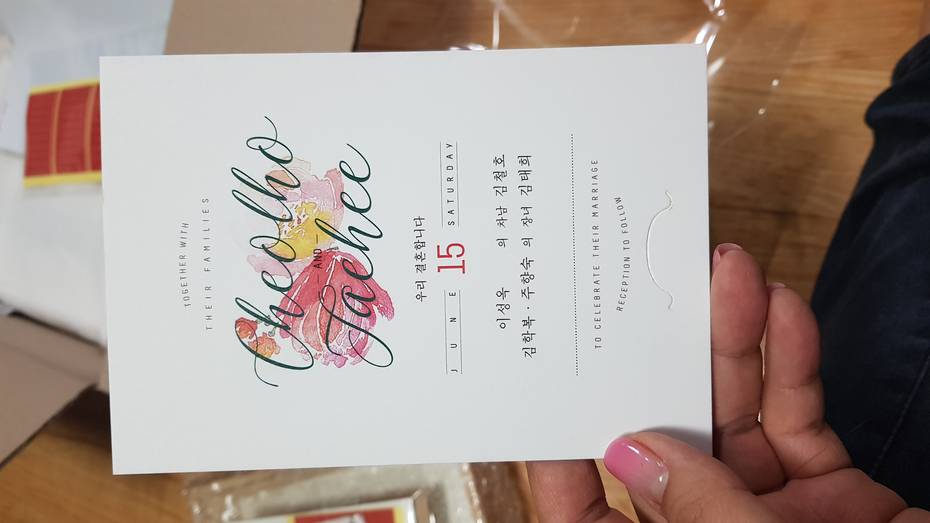 TOGETHER WITH
THEIR FAMILIES
Cheolho
AND
Taehee
우리 결혼합니다
JUNE 15 SATURDAY
이성옥 의 차남 김철호
김학복 · 주향숙 의 장녀 김태희
TO CELEBRATE THEIR MARRIAGE
RECEPTION TO FOLLOW